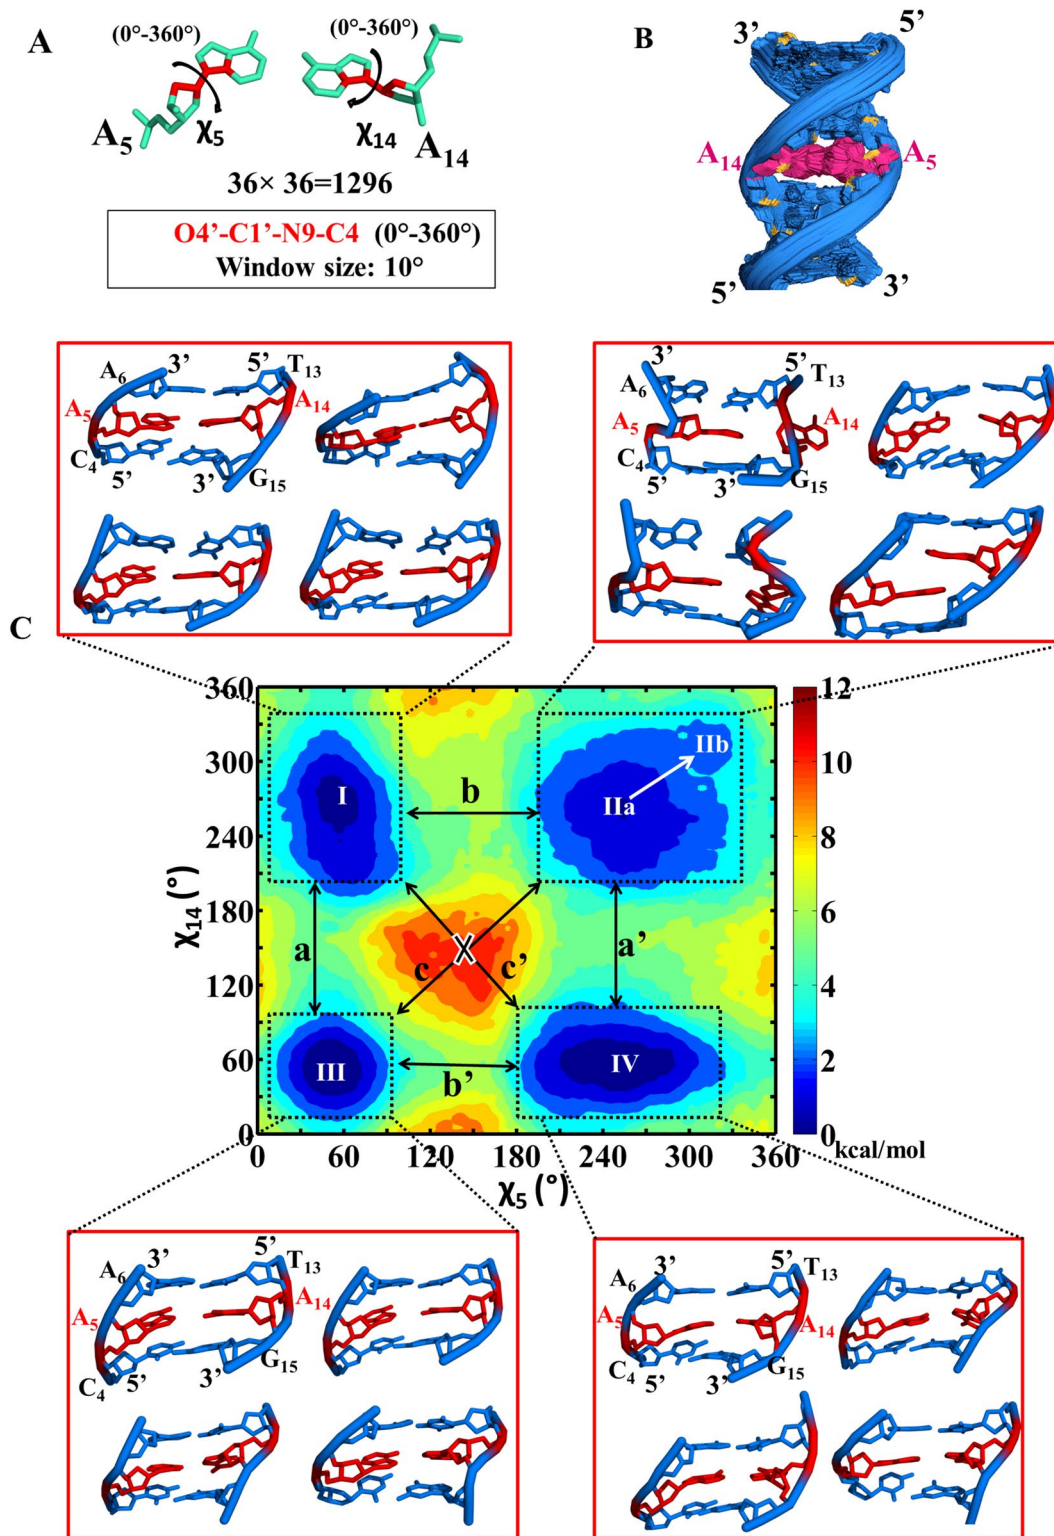 A
(0°-360°)
(0°-360°)
A5
χ5
χ14
A14
36× 36=1296
O4’-C1’-N9-C4 (0°-360°)
Window size: 10°
B
3’
5’
A14
A5
5’
3’
A6
3’
5’
T13
A5
A14
C4
5’
3’
G15
3’
A6
5’
T13
A5
A14
C4
5’
3’
G15
C
360
300
240
180
120
60
0
χ14 (°)
I
b
IIa
IIb
a
X
c
c’
a’
III
b’
IV
0
60
120
180
240
300
360
χ5 (°)
12
10
8
6
4
2
0
kcal/mol
A6
3’
5’
T13
A5
A14
C4
5’
3’
G15
A6
3’
5’
T13
A5
A14
C4
5’
3’
G15